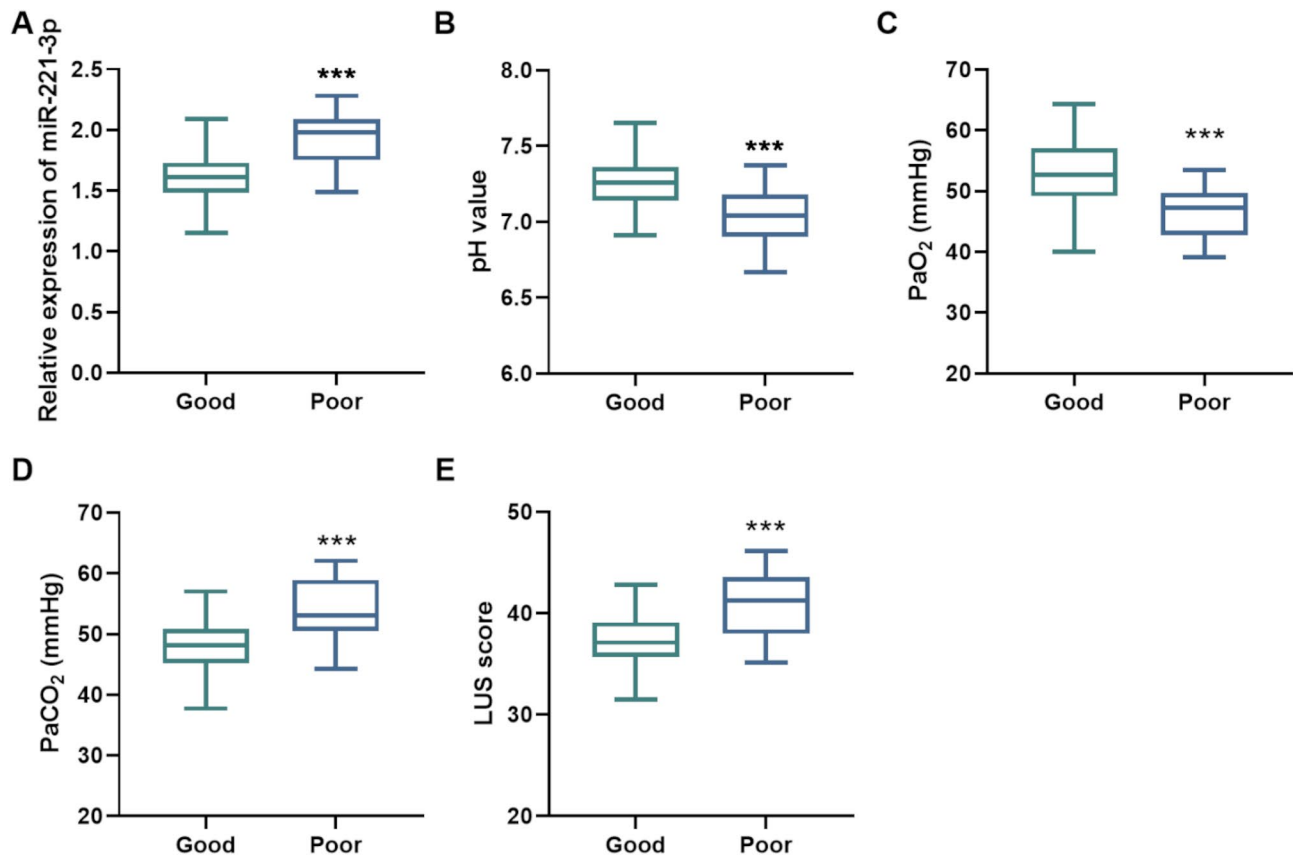 A
Relative expression of miR-221-3p
2.5
2.0
1.5
1.0
0.5
0.0
***
Good Poor
B
pH value
8.0
7.5
7.0
6.5
6.0
***
Good Poor
C
PaO₂ (mmHg)
70
60
50
40
30
20
***
Good Poor
D
PaCO₂ (mmHg)
70
60
50
40
30
20
***
Good Poor
E
LUS score
50
40
30
20
***
Good Poor